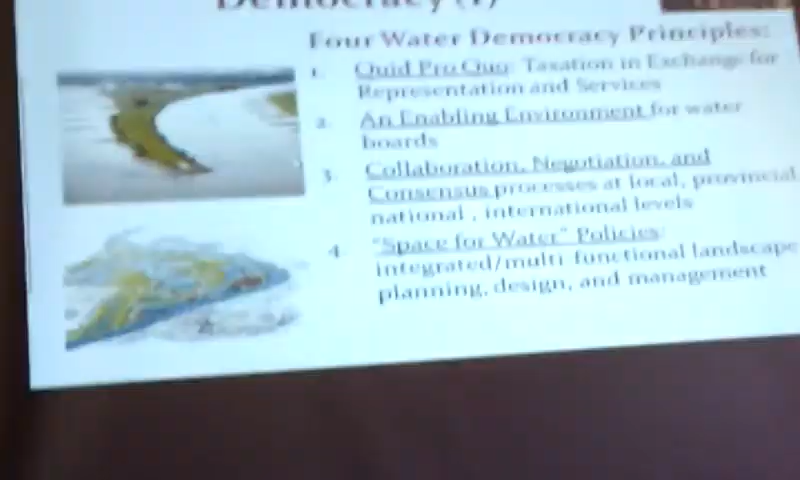 Democracy (1)
Four Water Democracy Principles:
1. Quid Pro Quo: Taxation in Exchange for
Representation and Services
2. An Enabling Environment for water
boards
3. Collaboration, Negotiation, and
Consensus processes at local, provincial,
national , international levels
4. "Space for Water" Policies:
integrated/multi functional landscape
planning, design, and management